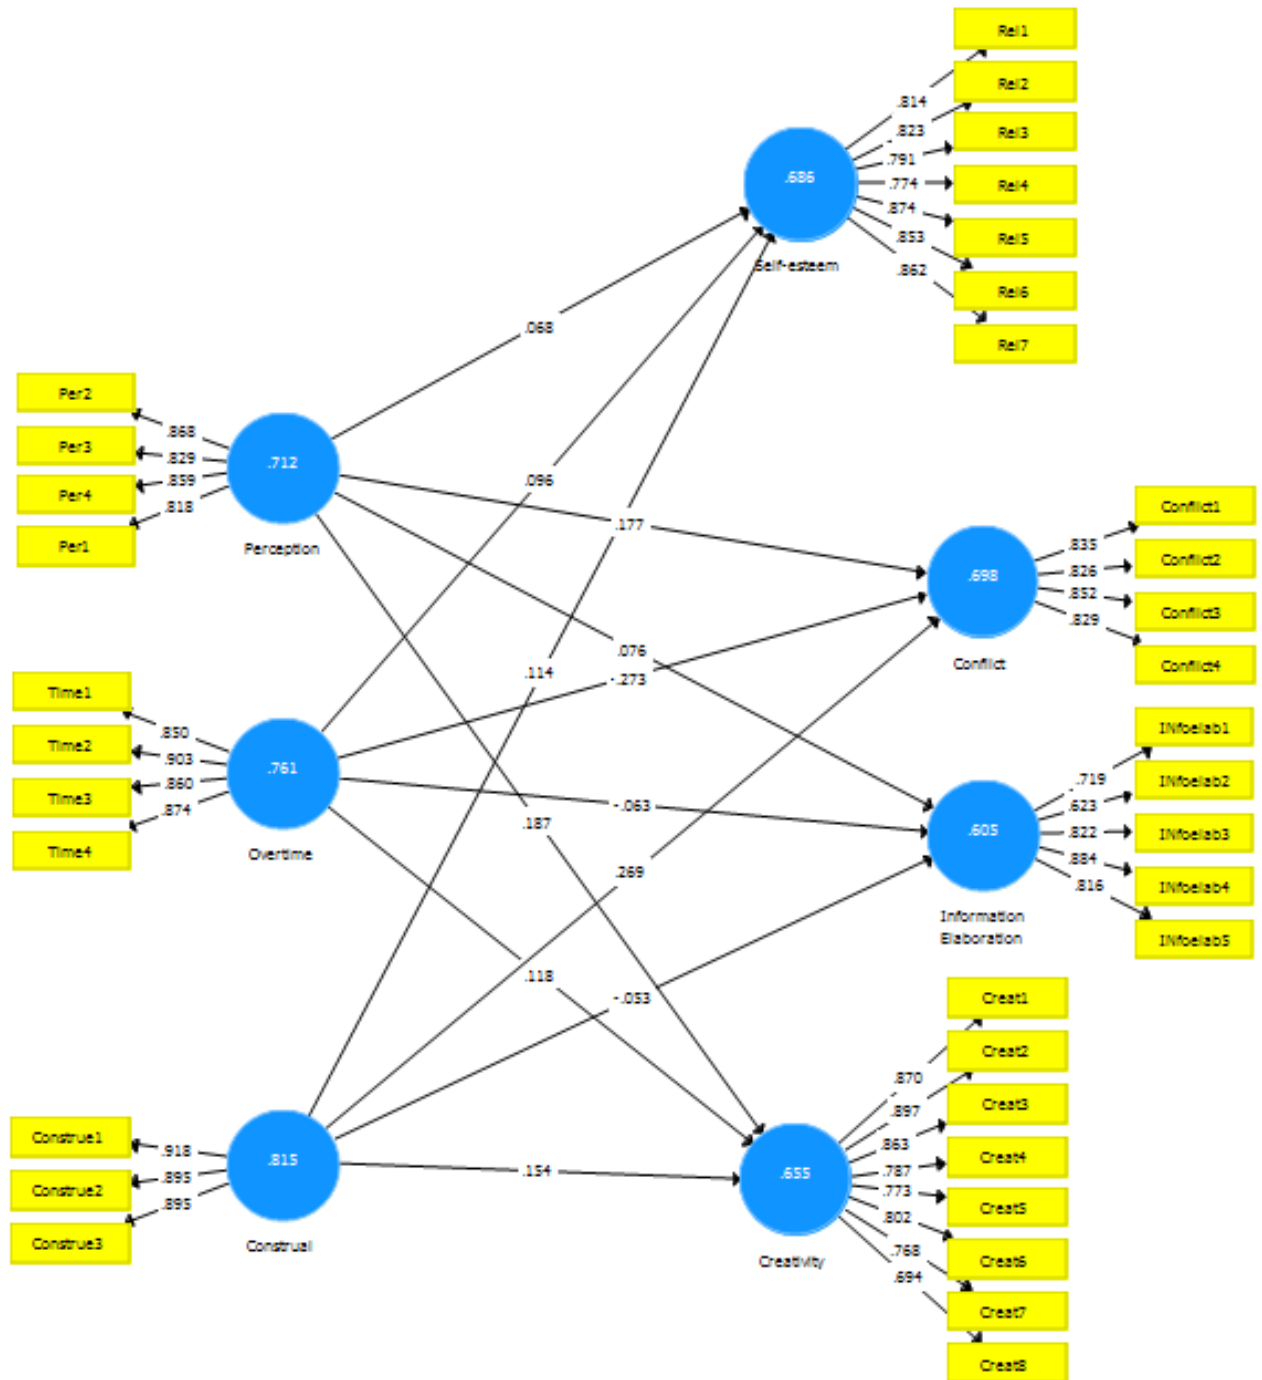 Rel1
Rel2
Rel3
Rel4
Rel5
Rel6
Rel7
.814
.823
.791
.774
.874
.853
.862
.686
Self-esteem
.068
.096
.177
.114
.076
-.273
-.063
.187
.269
.118
-.053
.154
Per2
Per3
Per4
Per1
.868
.829
.859
.818
.712
Perception
Time1
Time2
Time3
Time4
.850
.903
.860
.874
.761
Overtime
Construe1
Construe2
Construe3
.918
.895
.895
.815
Construal
.698
Conflict
.835
.826
.852
.829
Conflict1
Conflict2
Conflict3
Conflict4
.605
Information
Elaboration
.719
.623
.822
.884
.816
INfoelab1
INfoelab2
INfoelab3
INfoelab4
INfoelab5
.655
Creativity
.870
.897
.863
.787
.773
.802
.768
.694
Creat1
Creat2
Creat3
Creat4
Creat5
Creat6
Creat7
Creat8